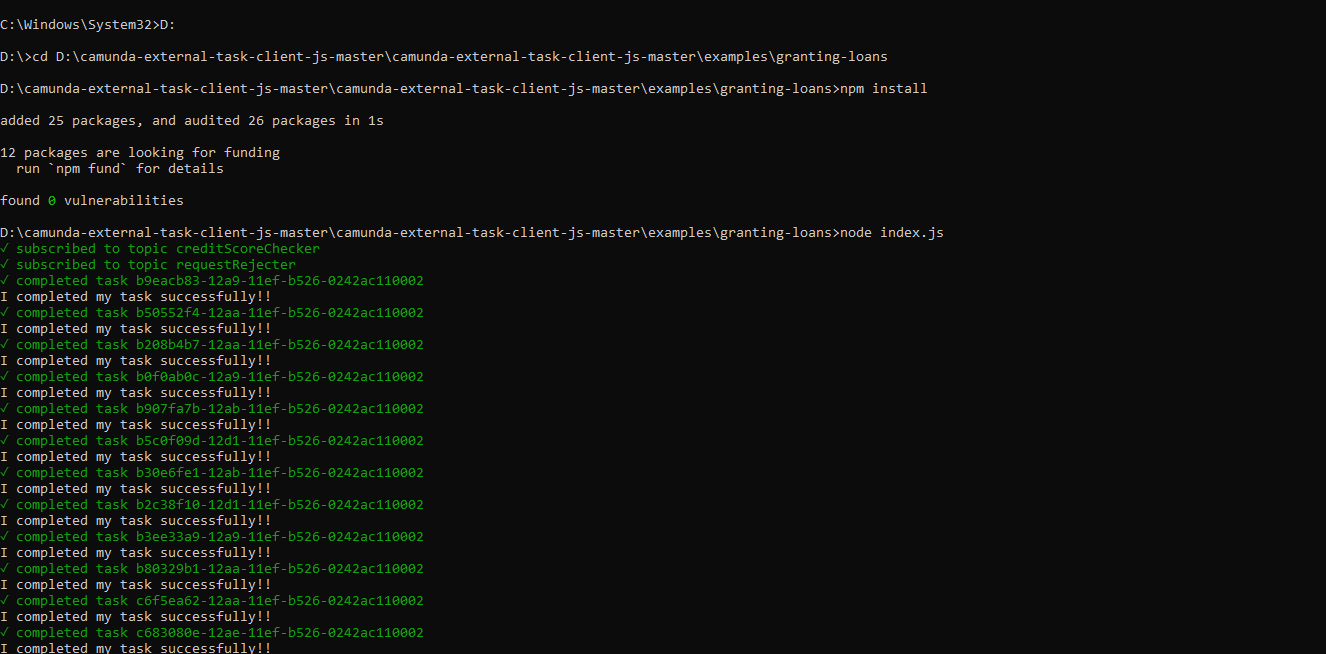 C:\Windows\System32>D:
D:\>cd D:\camunda-external-task-client-js-master\camunda-external-task-client-js-master\examples\granting-loans
D:\camunda-external-task-client-js-master\camunda-external-task-client-js-master\examples\granting-loans>npm install
added 25 packages, and audited 26 packages in 1s
12 packages are looking for funding
run `npm fund` for details
found 0 vulnerabilities
D:\camunda-external-task-client-js-master\camunda-external-task-client-js-master\examples\granting-loans>node index.js
✓ subscribed to topic creditScoreChecker
✓ subscribed to topic requestRejecter
✓ completed task b9eacb83-12a9-11ef-b526-0242ac110002
I completed my task successfully!!
✓ completed task b50552f4-12aa-11ef-b526-0242ac110002
I completed my task successfully!!
✓ completed task b208b4b7-12aa-11ef-b526-0242ac110002
I completed my task successfully!!
✓ completed task b0f0ab0c-12a9-11ef-b526-0242ac110002
I completed my task successfully!!
✓ completed task b907fa7b-12ab-11ef-b526-0242ac110002
I completed my task successfully!!
✓ completed task b5c0f09d-12d1-11ef-b526-0242ac110002
I completed my task successfully!!
✓ completed task b30e6fe1-12ab-11ef-b526-0242ac110002
I completed my task successfully!!
✓ completed task b2c38f10-12d1-11ef-b526-0242ac110002
I completed my task successfully!!
✓ completed task b3ee33a9-12a9-11ef-b526-0242ac110002
I completed my task successfully!!
✓ completed task b80329b1-12aa-11ef-b526-0242ac110002
I completed my task successfully!!
✓ completed task c6f5ea62-12aa-11ef-b526-0242ac110002
I completed my task successfully!!
✓ completed task c683080e-12ae-11ef-b526-0242ac110002
I completed my task successfully!!